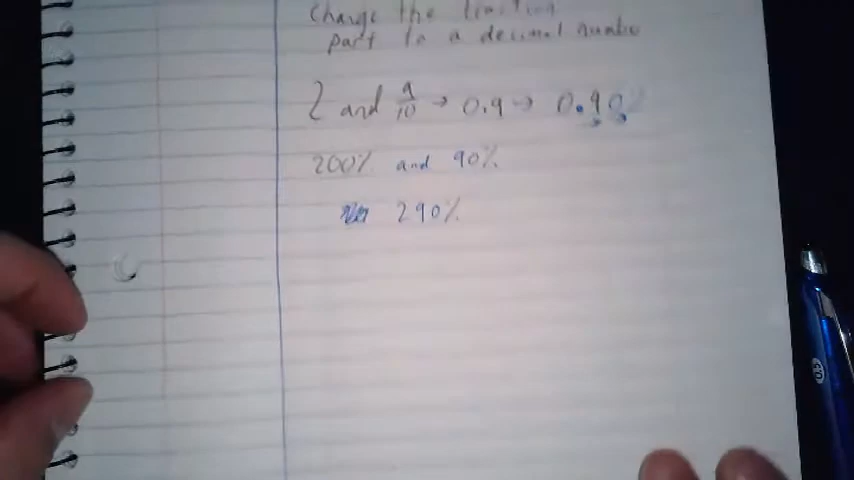 Change the fraction
part to a decimal number
2 and 9/10 → 0.9 → 0.90%
200% and 90%
290%